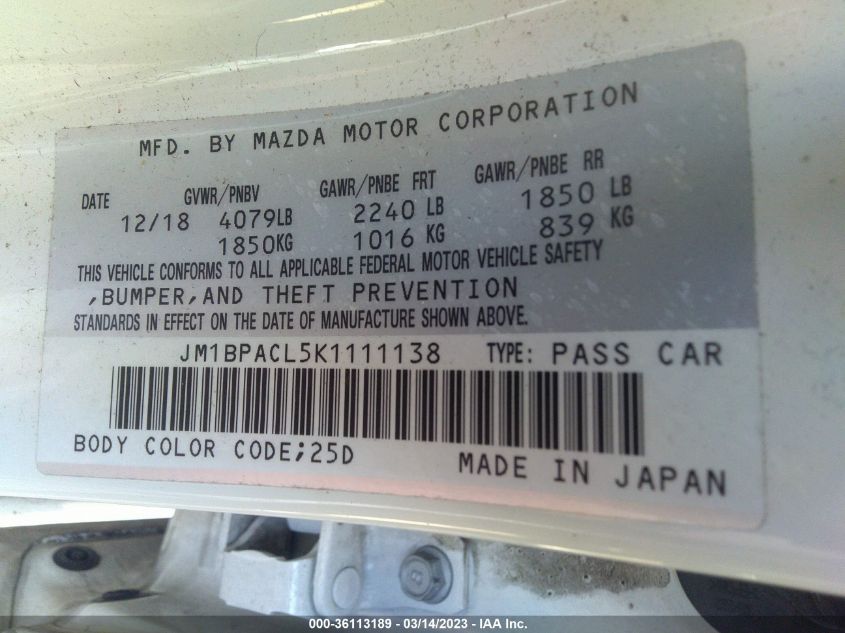 MFD. BY MAZDA MOTOR CORPORATION
DATE GVWR/PNBV GAWR/PNBE FRT GAWR/PNBE RR
12/18 4079LB 2240 LB 1850 LB
1850KG 1016 KG 839 KG
THIS VEHICLE CONFORMS TO ALL APPLICABLE FEDERAL MOTOR VEHICLE SAFETY
,BUMPER,AND THEFT PREVENTION
STANDARDS IN EFFECT ON THE DATE OF MANUFACTURE SHOWN ABOVE.
JM1BPACL5K1111138 TYPE: PASS CAR
BODY COLOR CODE;25D MADE IN JAPAN
000-36113189 - 03/14/2023 - IAA Inc.